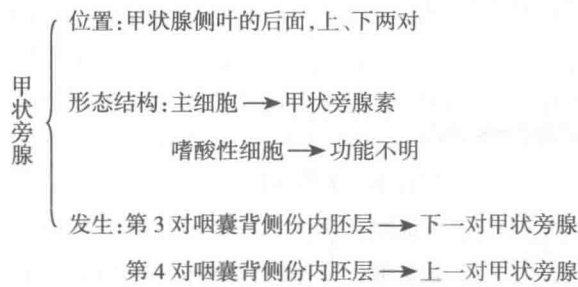 甲状旁腺
位置:甲状腺侧叶的后面,上、下两对
形态结构:主细胞→甲状旁腺素
嗜酸性细胞→功能不明
发生:第3对咽囊背侧份内胚层→下一对甲状旁腺
第4对咽囊背侧份内胚层→上一对甲状旁腺